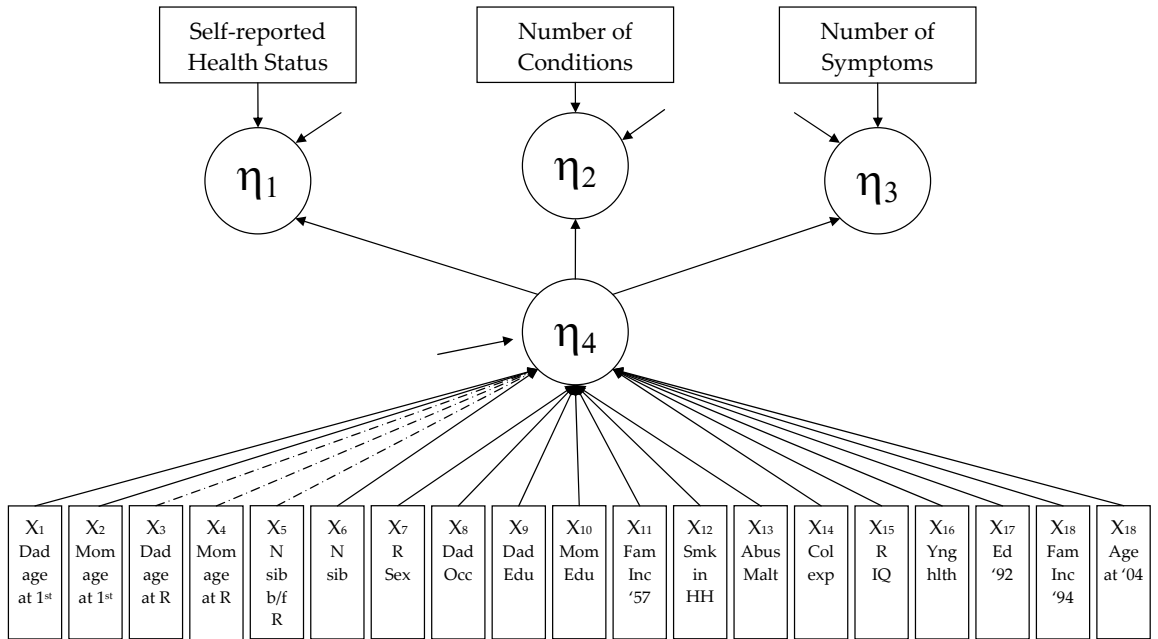 Self-reported
Health Status
Number of
Conditions
Number of
Symptoms
η1
η2
η3
η4
X1
Dad
age
at 1st
X2
Mom
age
at 1st
X3
Dad
age
at R
X4
Mom
age
at R
X5
N
sib
b/f
R
X6
N
sib
X7
R
Sex
X8
Dad
Occ
X9
Dad
Edu
X10
Mom
Edu
X11
Fam
Inc
‘57
X12
Smk
in
HH
X13
Abus
Malt
X14
Col
exp
X15
R
IQ
X16
Yng
hlth
X17
Ed
‘92
X18
Fam
Inc
‘94
X18
Age
at ‘04